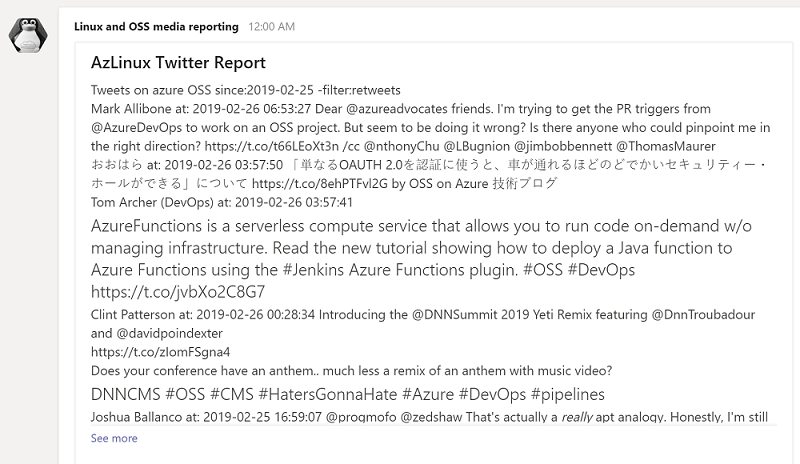 Linux and OSS media reporting 12:00 AM
AzLinux Twitter Report
Tweets on azure OSS since:2019-02-25 -filter:retweets
Mark Allibone at: 2019-02-26 06:53:27 Dear @azureadvocates friends. I'm trying to get the PR triggers from
@AzureDevOps to work on an OSS project. But seem to be doing it wrong? Is there anyone who could pinpoint me in
the right direction? https://t.co/t66LEoXt3n /cc @nthonyChu @LBugnion @jimbobbennett @ThomasMaurer
おおはら at: 2019-02-26 03:57:50 「単なるOAUTH 2.0を認証に使うと、車が通れるほどのどでかいセキュリティー・
ホールができる」について https://t.co/8ehPTFvl2G by OSS on Azure 技術ブログ
Tom Archer (DevOps) at: 2019-02-26 03:57:41
AzureFunctions is a serverless compute service that allows you to run code on-demand w/o
managing infrastructure. Read the new tutorial showing how to deploy a Java function to
Azure Functions using the #Jenkins Azure Functions plugin. #OSS #DevOps
https://t.co/jvbXo2C8G7
Clint Patterson at: 2019-02-26 00:28:34 Introducing the @DNNSummit 2019 Yeti Remix featuring @DnnTroubadour
and @davidpoindexter
https://t.co/zIomFSgna4
Does your conference have an anthem.. much less a remix of an anthem with music video?
DNNCMS #OSS #CMS #HatersGonnaHate #Azure #DevOps #pipelines
Joshua Ballanco at: 2019-02-25 16:59:07 @progmofo @zedshaw That's actually a really apt analogy. Honestly, I'm still
See more